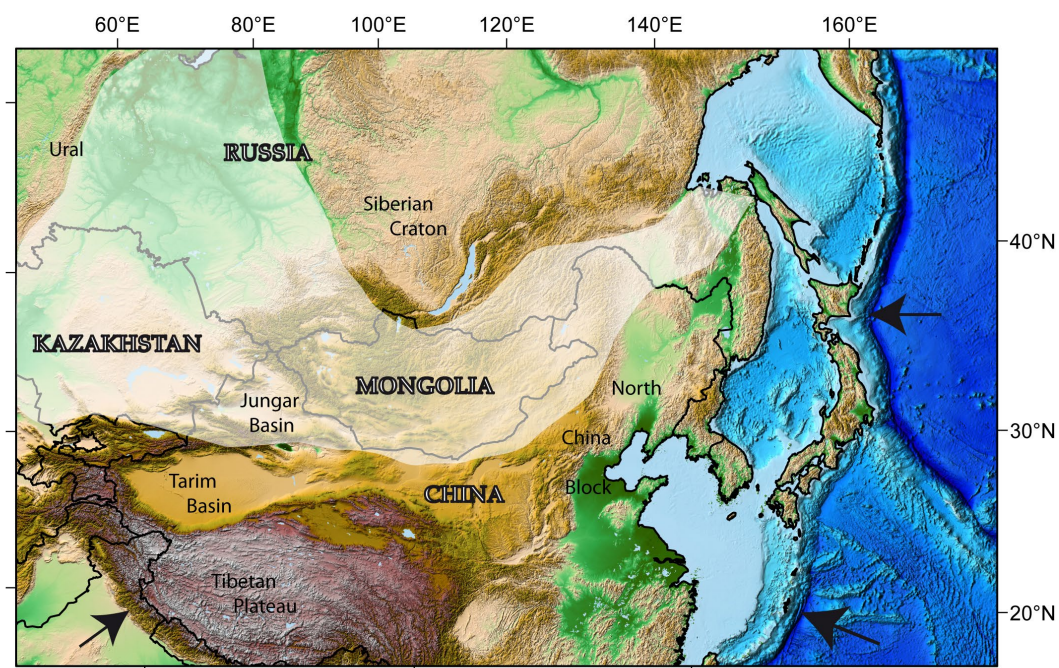 60°E 80°E 100°E 120°E 140°E 160°E
Ural
RUSSIA
Siberian
Craton
40°N
KAZAKHSTAN
MONGOLIA
Jungar
Basin
North
China
Block
30°N
Tarim
Basin
CHINA
Tibetan
Plateau
20°N